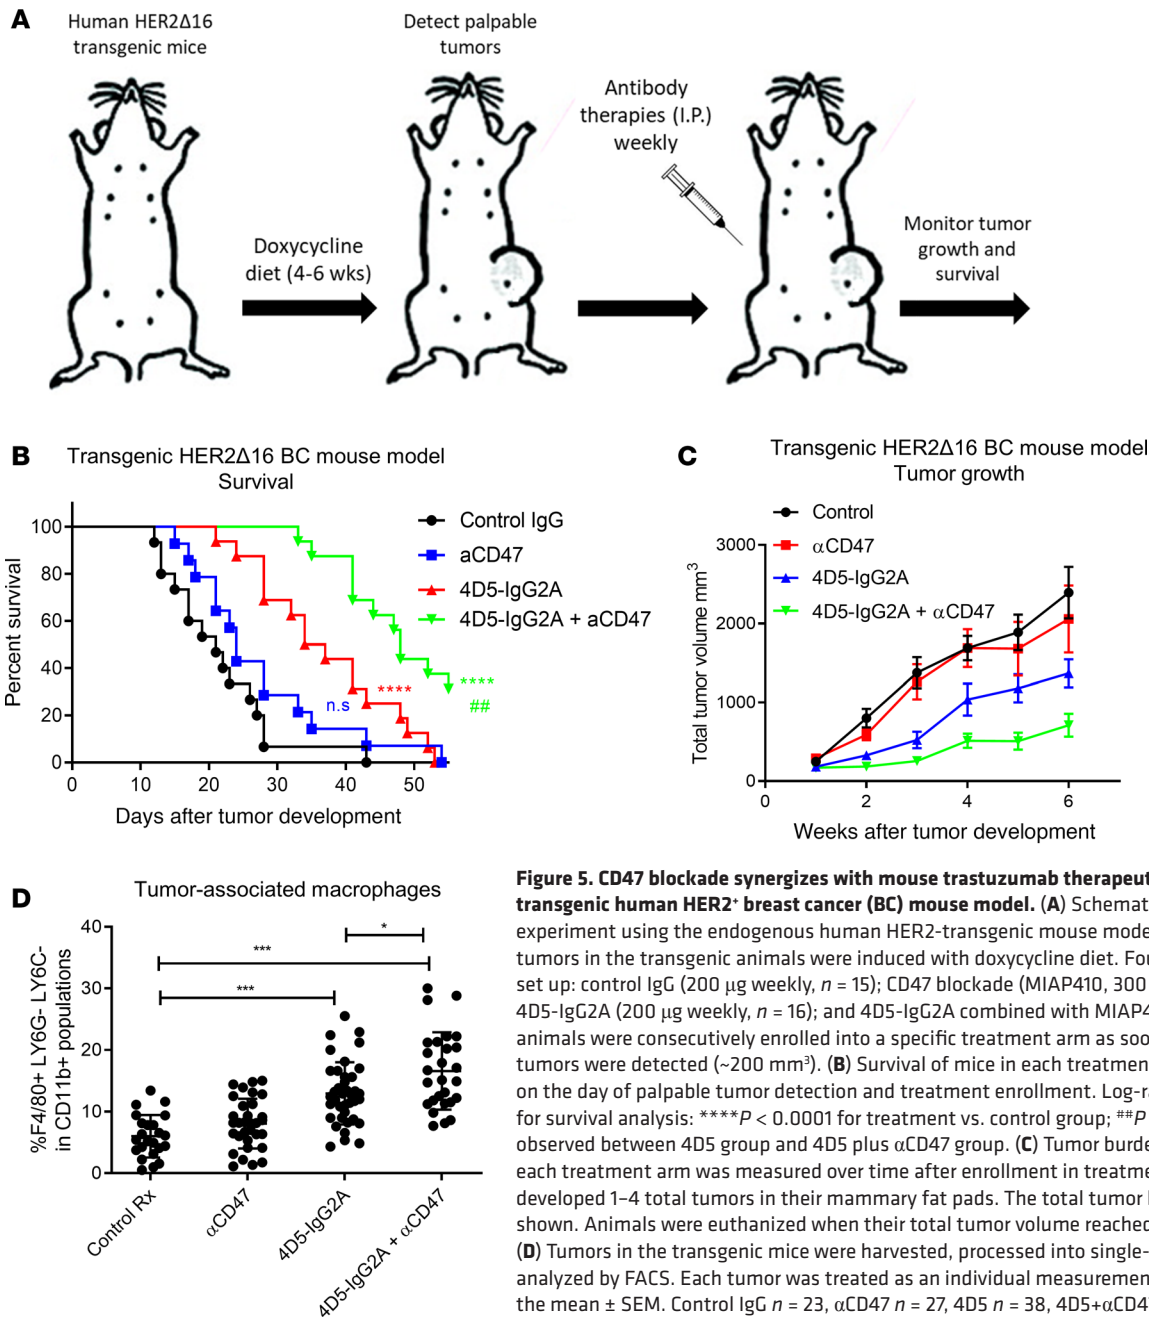 A
Human HER2Δ16
transgenic mice
Detect palpable
tumors
Antibody
therapies (I.P.)
weekly
Doxycycline
diet (4-6 wks)
Monitor tumor
growth and
survival
B
Transgenic HER2Δ16 BC mouse model
Survival
Percent survival
100
80
60
40
20
0
0 10 20 30 40 50
Days after tumor development
n.s
****
****
##
Control IgG
aCD47
4D5-IgG2A
4D5-IgG2A + aCD47
C
Transgenic HER2Δ16 BC mouse model
Tumor growth
Control
αCD47
4D5-IgG2A
4D5-IgG2A + αCD47
Total tumor volume mm³
3000
2000
1000
0
0 2 4 6
Weeks after tumor development
D
Tumor-associated macrophages
%F4/80+ LY6G- LY6C-
in CD11b+ populations
40
30
20
10
0
*
***
***
Control Rx
αCD47
4D5-IgG2A
4D5-IgG2A + αCD47
Figure 5. CD47 blockade synergizes with mouse trastuzumab therapeut
transgenic human HER2⁺ breast cancer (BC) mouse model. (A) Schemat
experiment using the endogenous human HER2-transgenic mouse mode
tumors in the transgenic animals were induced with doxycycline diet. Fo
set up: control IgG (200 μg weekly, n = 15); CD47 blockade (MIAP410, 300
4D5-IgG2A (200 μg weekly, n = 16); and 4D5-IgG2A combined with MIAP4
animals were consecutively enrolled into a specific treatment arm as soo
tumors were detected (~200 mm³). (B) Survival of mice in each treatment
on the day of palpable tumor detection and treatment enrollment. Log-ra
for survival analysis: ****P < 0.0001 for treatment vs. control group; ##P
observed between 4D5 group and 4D5 plus αCD47 group. (C) Tumor burde
each treatment arm was measured over time after enrollment in treatme
developed 1–4 total tumors in their mammary fat pads. The total tumor
shown. Animals were euthanized when their total tumor volume reached
(D) Tumors in the transgenic mice were harvested, processed into single-
analyzed by FACS. Each tumor was treated as an individual measuremen
the mean ± SEM. Control IgG n = 23, αCD47 n = 27, 4D5 n = 38, 4D5+αCD4